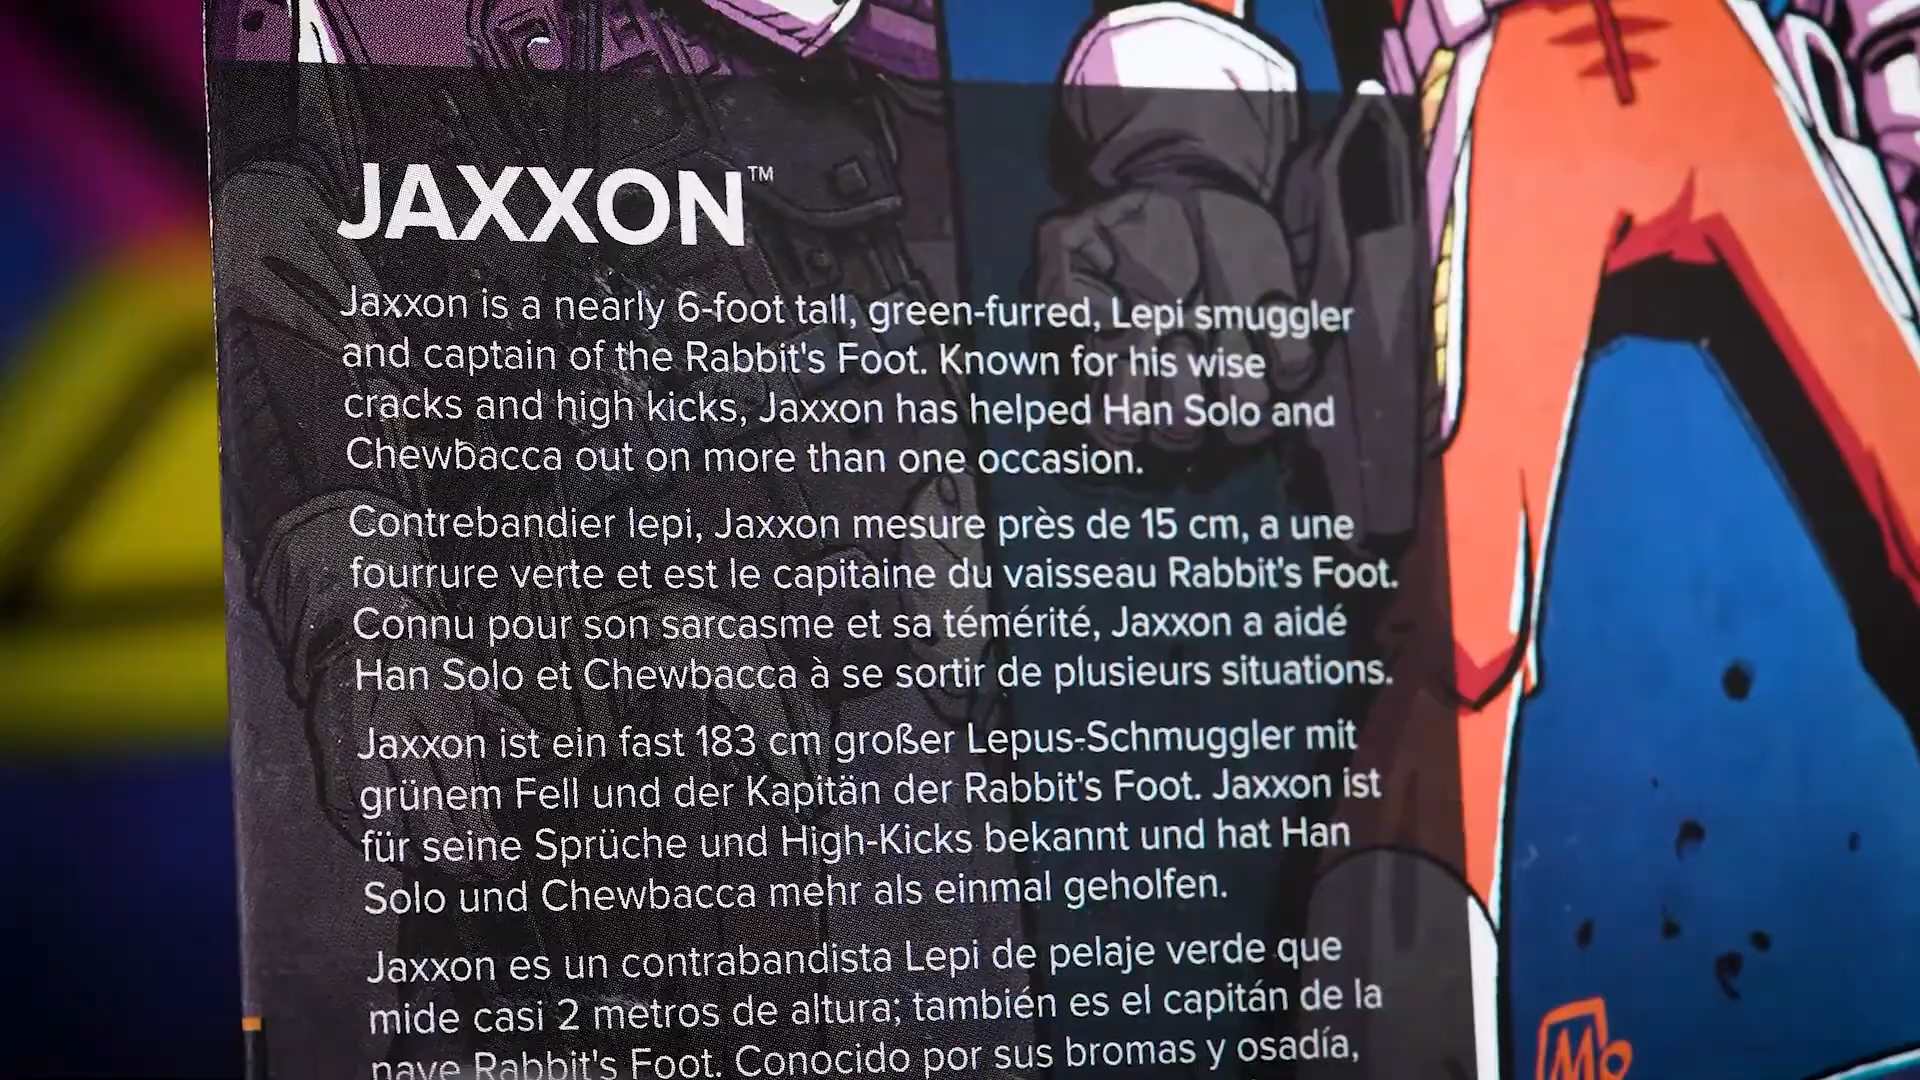 JAXXON™
Jaxxon is a nearly 6-foot tall, green-furred, Lepi smuggler
and captain of the Rabbit's Foot. Known for his wise
cracks and high kicks, Jaxxon has helped Han Solo and
Chewbacca out on more than one occasion.
Contrebandier lepi, Jaxxon mesure près de 15 cm, a une
fourrure verte et est le capitaine du vaisseau Rabbit's Foot.
Connu pour son sarcasme et sa témérité, Jaxxon a aidé
Han Solo et Chewbacca à se sortir de plusieurs situations.
Jaxxon ist ein fast 183 cm großer Lepus-Schmuggler mit
grünem Fell und der Kapitän der Rabbit's Foot. Jaxxon ist
für seine Sprüche und High-Kicks bekannt und hat Han
Solo und Chewbacca mehr als einmal geholfen.
Jaxxon es un contrabandista Lepi de pelaje verde que
mide casi 2 metros de altura; también es el capitán de la
nave Rabbit's Foot. Conocido por sus bromas y osadía,